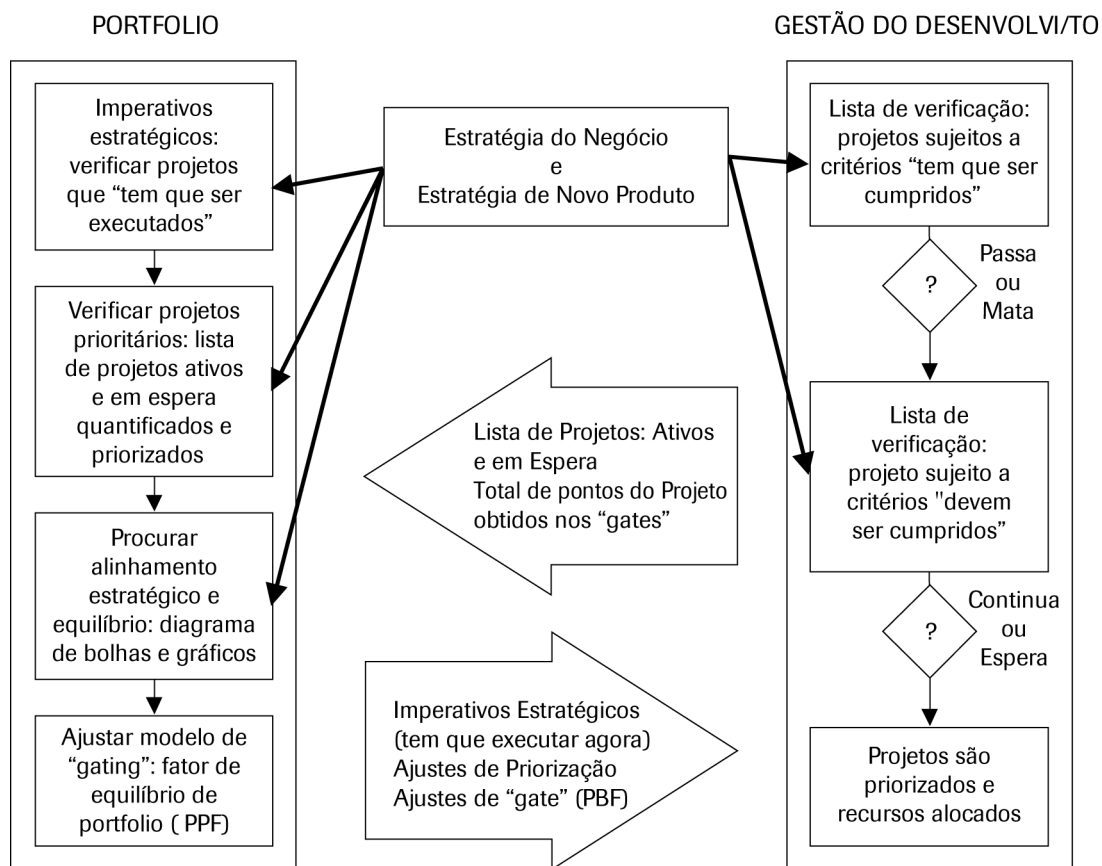 PORTFOLIO
GESTÃO DO DESENVOLVI/TO
Imperativos
estratégicos:
verificar projetos
que “tem que ser
executados”
Verificar projetos
prioritários: lista
de projetos ativos
e em espera
quantificados e
priorizados
Procurar
alinhamento
estratégico e
equilíbrio: diagrama
de bolhas e gráficos
Ajustar modelo de
“gating”: fator de
equilíbrio de
portfolio ( PPF)
Estratégia do Negócio
e
Estratégia de Novo Produto
Lista de Projetos: Ativos
e em Espera
Total de pontos do Projeto
obtidos nos “gates”
Imperativos Estratégicos
(tem que executar agora)
Ajustes de Priorização
Ajustes de “gate” (PBF)
Lista de verificação:
projetos sujeitos a
critérios “tem que ser
cumpridos”
?
Passa
ou
Mata
Lista de
verificação:
projeto sujeito a
critérios "devem
ser cumpridos”
?
Continua
ou
Espera
Projetos são
priorizados e
recursos alocados